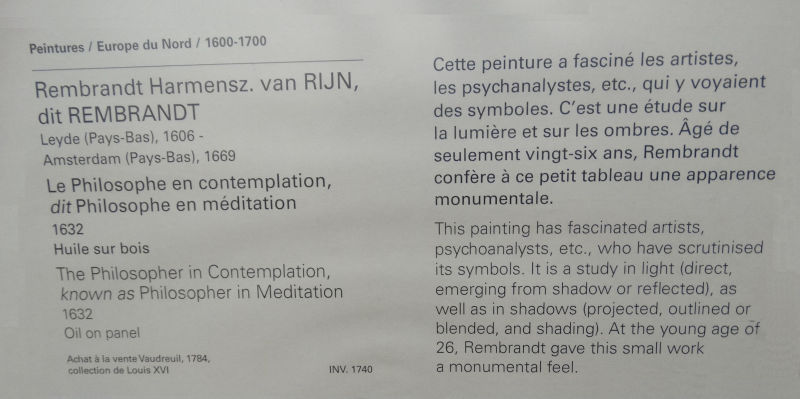 Peintures / Europe du Nord / 1600-1700
Rembrandt Harmensz. van RIJN,
dit REMBRANDT
Leyde (Pays-Bas), 1606 -
Amsterdam (Pays-Bas), 1669
Le Philosophe en contemplation,
dit Philosophe en méditation
1632
Huile sur bois
The Philosopher in Contemplation,
known as Philosopher in Meditation
1632
Oil on panel
Achat à la vente Vaudreuil, 1784,
collection de Louis XVI
INV. 1740
Cette peinture a fasciné les artistes,
les psychanalystes, etc., qui y voyaient
des symboles. C'est une étude sur
la lumière et sur les ombres. Âgé de
seulement vingt-six ans, Rembrandt
confère à ce petit tableau une apparence
monumentale.
This painting has fascinated artists,
psychoanalysts, etc., who have scrutinised
its symbols. It is a study in light (direct,
emerging from shadow or reflected), as
well as in shadows (projected, outlined or
blended, and shading). At the young age of
26, Rembrandt gave this small work
a monumental feel.